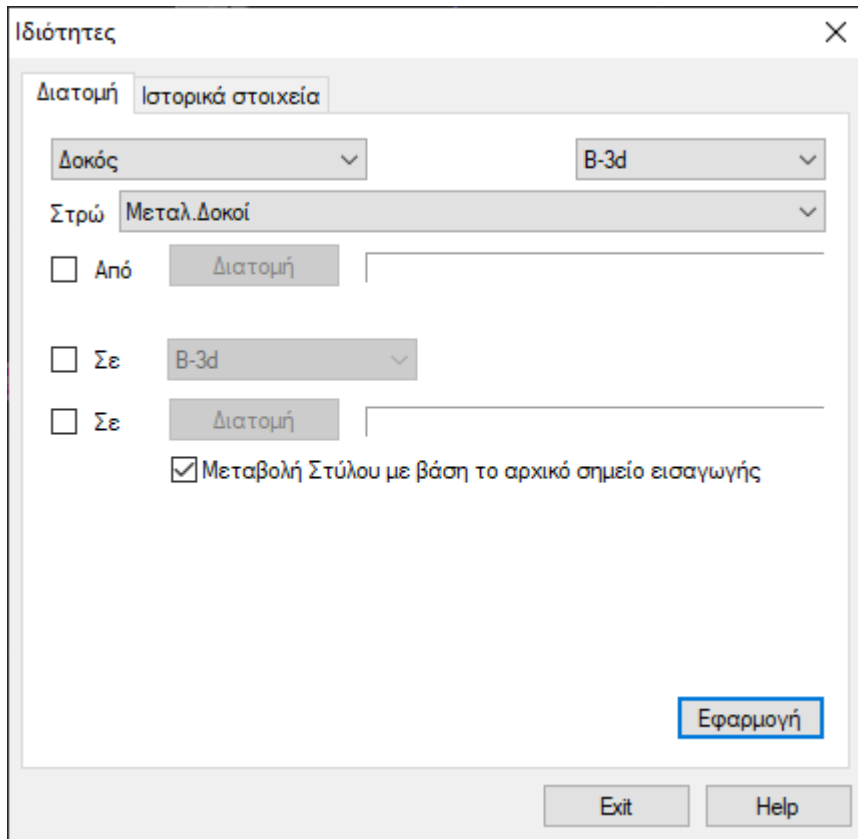 Ιδιότητες
Διατομή Ιστορικά στοιχεία
Δοκός B-3d
Στρώ Μεταλ.Δοκοί
Από Διατομή
Σε B-3d
Σε Διατομή
Μεταβολή Στύλου με βάση το αρχικό σημείο εισαγωγής
Εφαρμογή
Exit Help